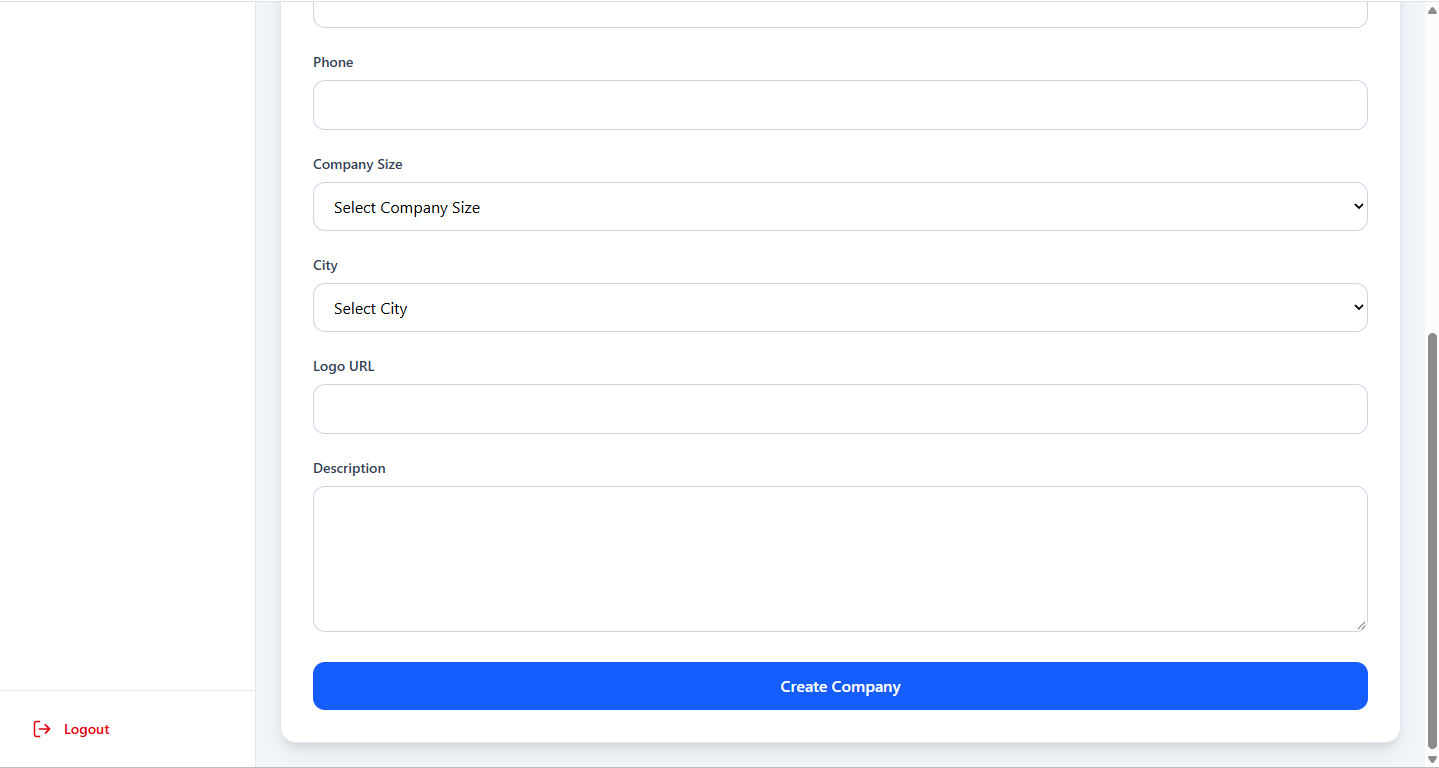 Phone
Company Size
Select Company Size
City
Select City
Logo URL
Description
Create Company
Logout